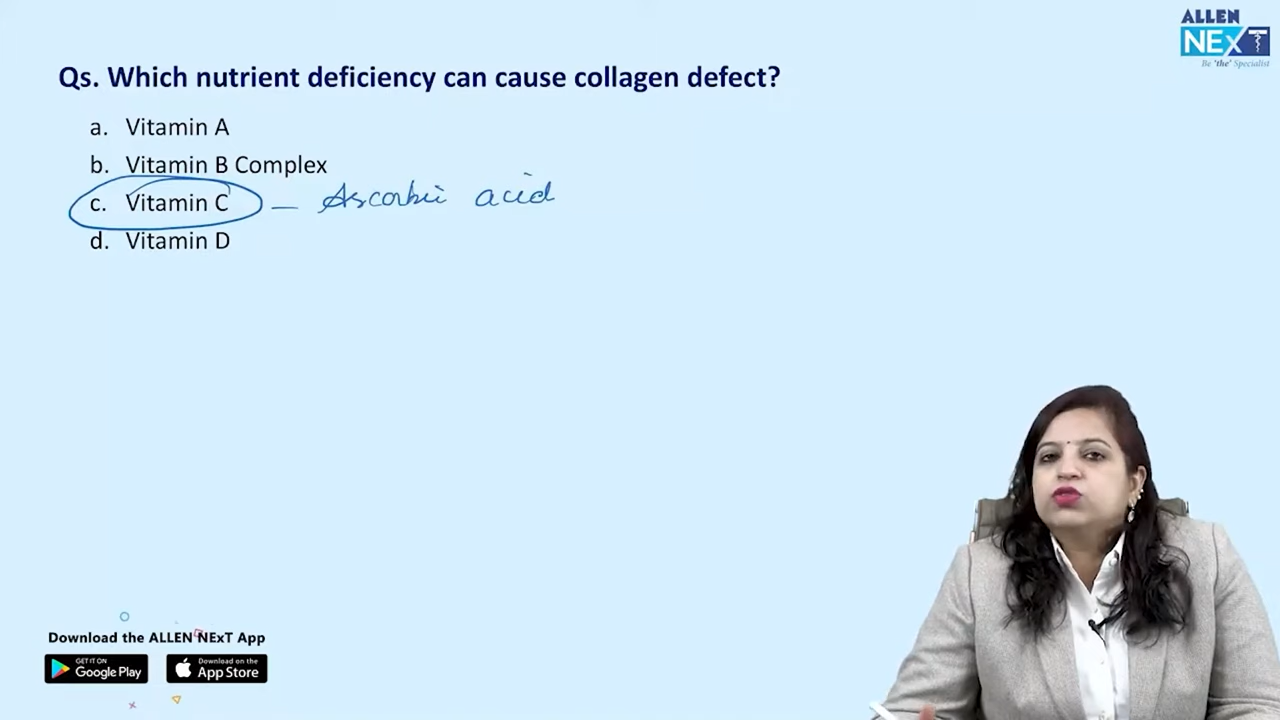 ALLEN
NExT
Be 'the' Specialist
Qs. Which nutrient deficiency can cause collagen defect?
a. Vitamin A
b. Vitamin B Complex
c. Vitamin C — Ascorbic acid
d. Vitamin D
Download the ALLEN NExT App
GET IT ON
Google Play
Download on the
App Store